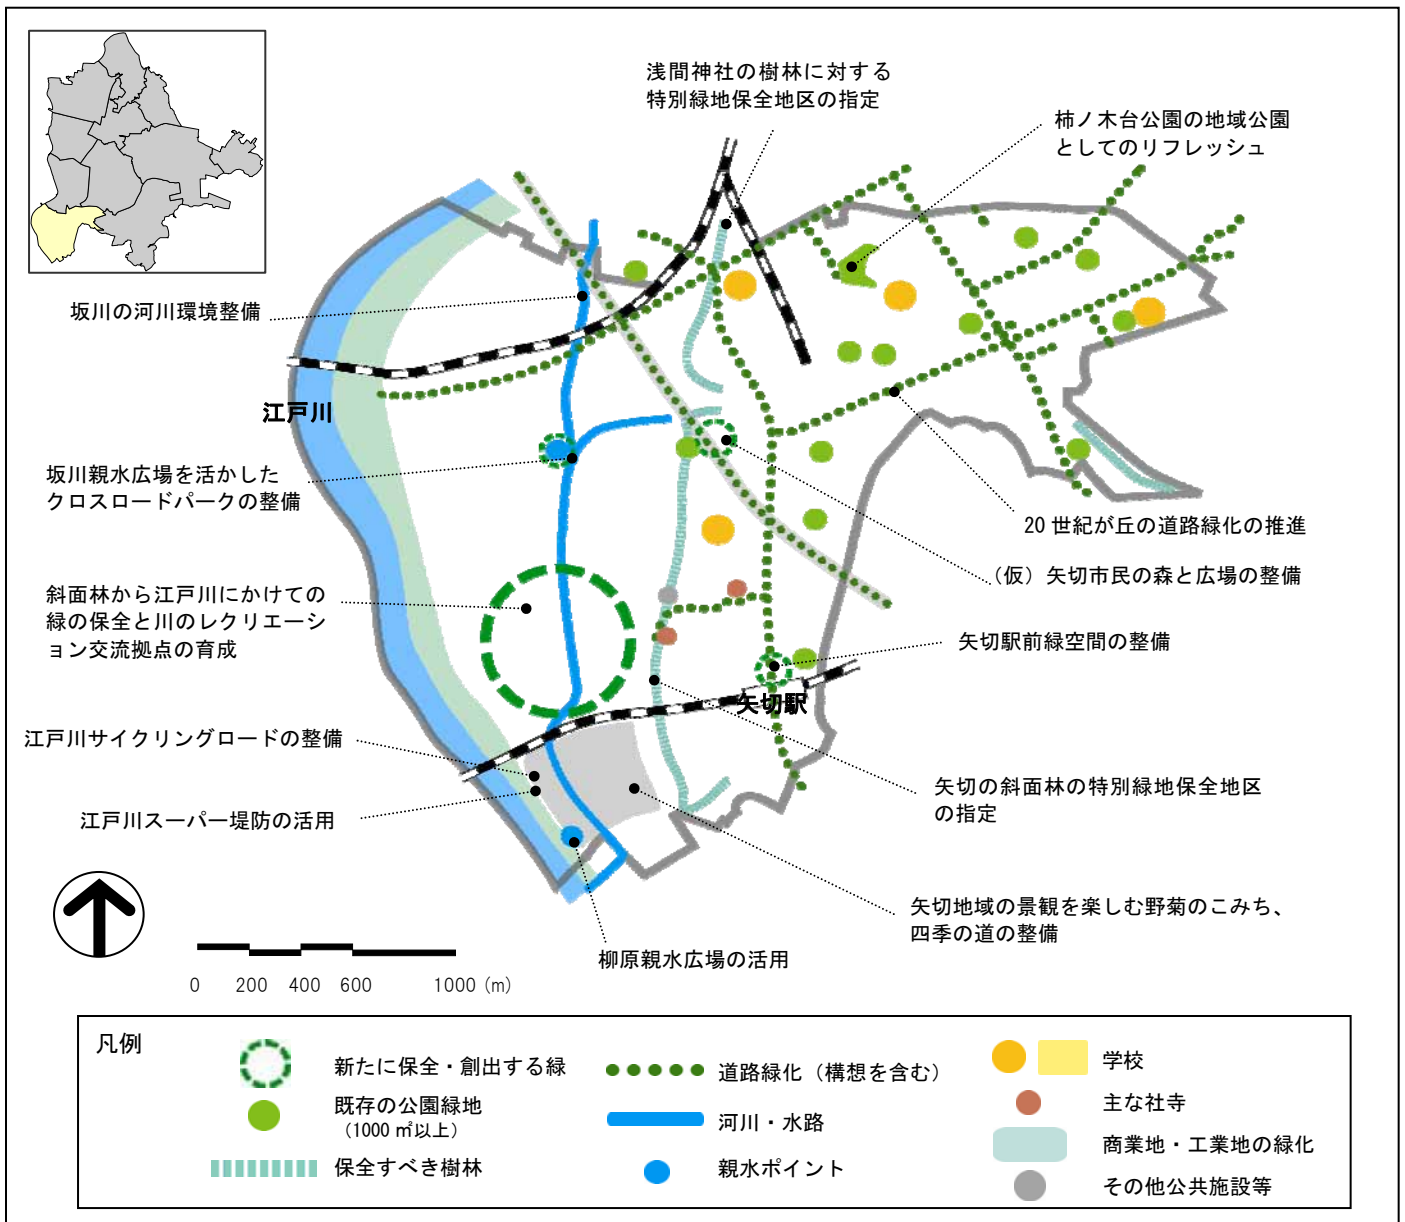 浅間神社の樹林に対する
特別緑地保全地区の指定
柿ノ木台公園の地域公園
としてのリフレッシュ
坂川の河川環境整備
江戸川
坂川親水広場を活かした
クロスロードパークの整備
20 世紀が丘の道路緑化の推進
（仮）矢切市民の森と広場の整備
斜面林から江戸川にかけての
緑の保全と川のレクリエーシ
ョン交流拠点の育成
矢切駅前緑空間の整備
矢切駅
江戸川サイクリングロードの整備
矢切の斜面林の特別緑地保全地区
の指定
江戸川スーパー堤防の活用
矢切地域の景観を楽しむ野菊のこみち、
四季の道の整備
柳原親水広場の活用
0 200 400 600 1000 (m)
凡例
新たに保全・創出する緑
既存の公園緑地
（1000 ㎡以上）
保全すべき樹林
道路緑化（構想を含む）
河川・水路
親水ポイント
学校
主な社寺
商業地・工業地の緑化
その他公共施設等